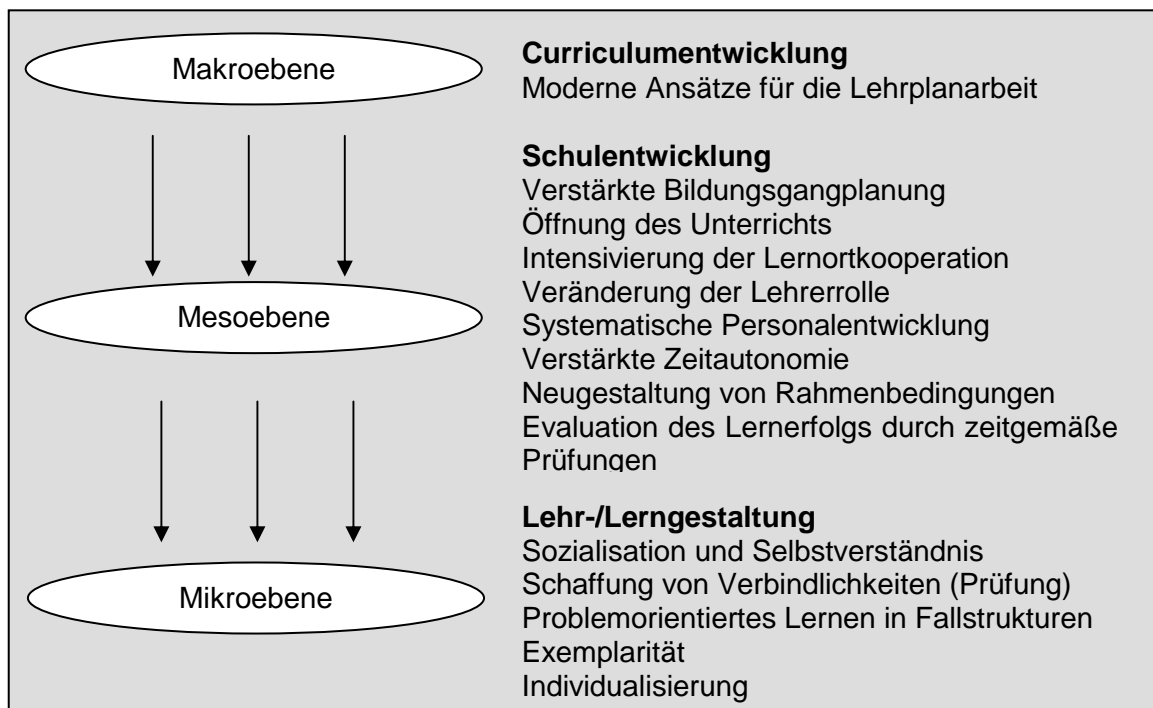 Makroebene
Curriculumentwicklung
Moderne Ansätze für die Lehrplanarbeit
Schulentwicklung
Verstärkte Bildungsgangplanung
Öffnung des Unterrichts
Intensivierung der Lernortkooperation
Veränderung der Lehrerrolle
Mesoebene
Systematische Personalentwicklung
Verstärkte Zeitautonomie
Neugestaltung von Rahmenbedingungen
Evaluation des Lernerfolgs durch zeitgemäße
Prüfungen
Lehr-/Lerngestaltung
Sozialisation und Selbstverständnis
Schaffung von Verbindlichkeiten (Prüfung)
Mikroebene
Problemorientiertes Lernen in Fallstrukturen
Exemplarität
Individualisierung